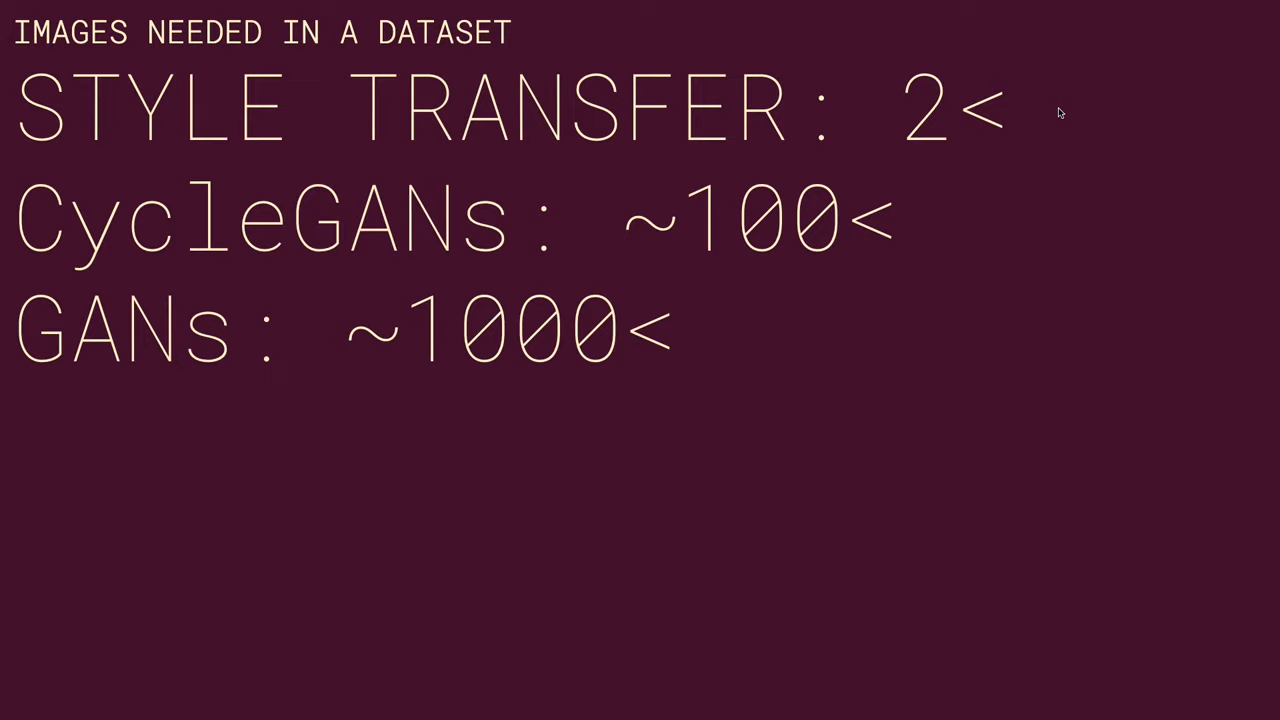 IMAGES NEEDED IN A DATASET
STYLE TRANSFER: 2<
CycleGANs: ~100<
GANs: ~1000<